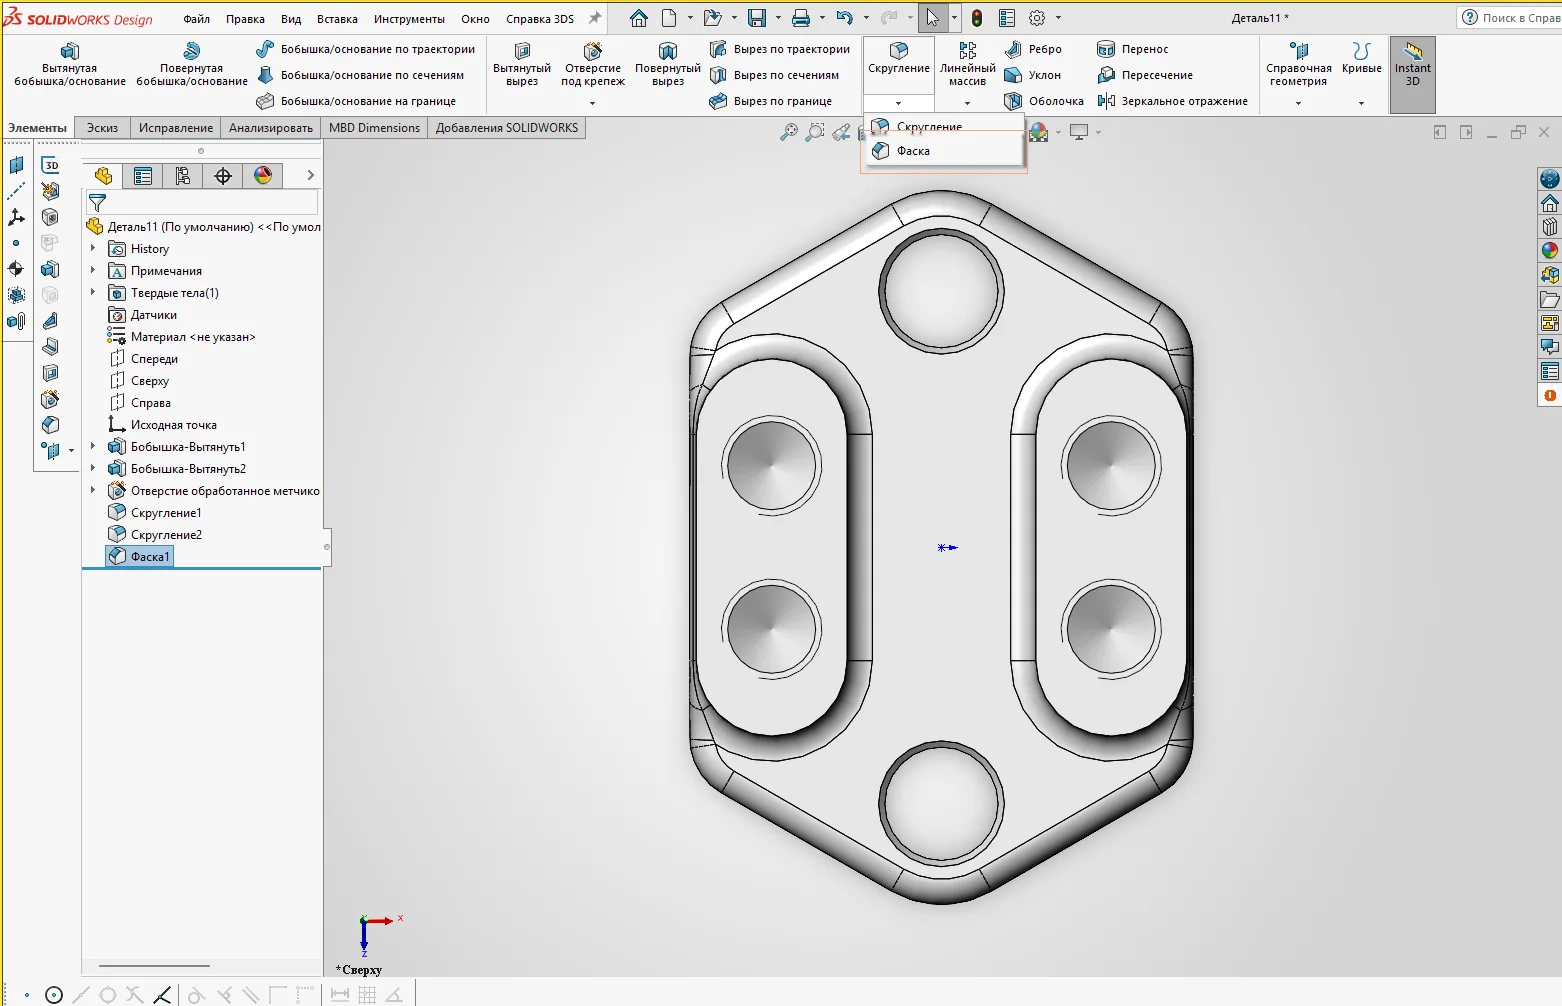 SOLIDWORKS Design
Файл Правка Вид Вставка Инструменты Окно Справка 3DS
Деталь11 *
Поиск в Справ
Вытянутая бобышка/основание
Повернутая бобышка/основание
Бобышка/основание по траектории
Бобышка/основание по сечениям
Бобышка/основание на границе
Вытянутый вырез
Отверстие под крепеж
Повернутый вырез
Вырез по траектории
Вырез по сечениям
Вырез по границе
Скругление
Линейный массив
Ребро
Уклон
Оболочка
Перенос
Пересечение
Зеркальное отражение
Справочная геометрия
Кривые
Instant 3D
Элементы Эскиз Исправление Анализировать MBD Dimensions Добавления SOLIDWORKS
Скругление
Фаска
3D
Деталь11 (По умолчанию) <<По умол
History
Примечания
Твердые тела(1)
Датчики
Материал <не указан>
Спереди
Сверху
Справа
Исходная точка
Бобышка-Вытянуть1
Бобышка-Вытянуть2
Отверстие обработанное метчико
Скругление1
Скругление2
Фаска1
X
Z
*Сверху